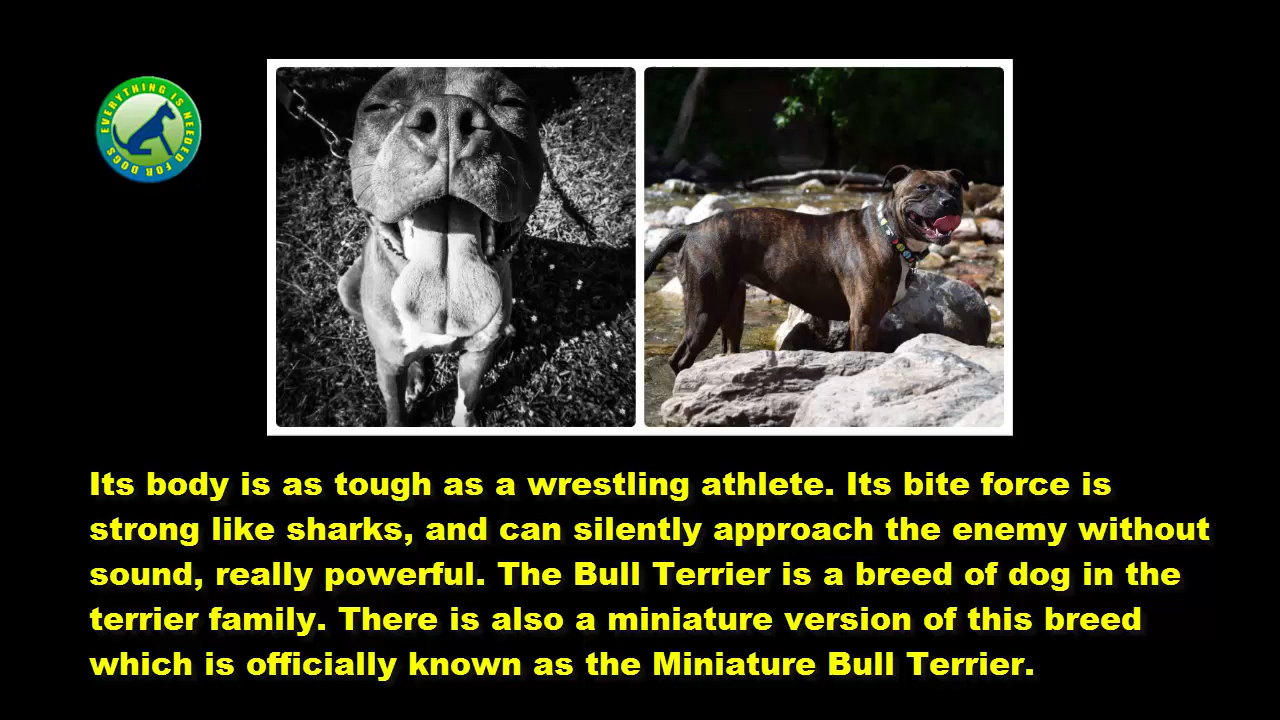 EVERYTHING IS NEEDED FOR DOGS
Its body is as tough as a wrestling athlete. Its bite force is
strong like sharks, and can silently approach the enemy without
sound, really powerful. The Bull Terrier is a breed of dog in the
terrier family. There is also a miniature version of this breed
which is officially known as the Miniature Bull Terrier.